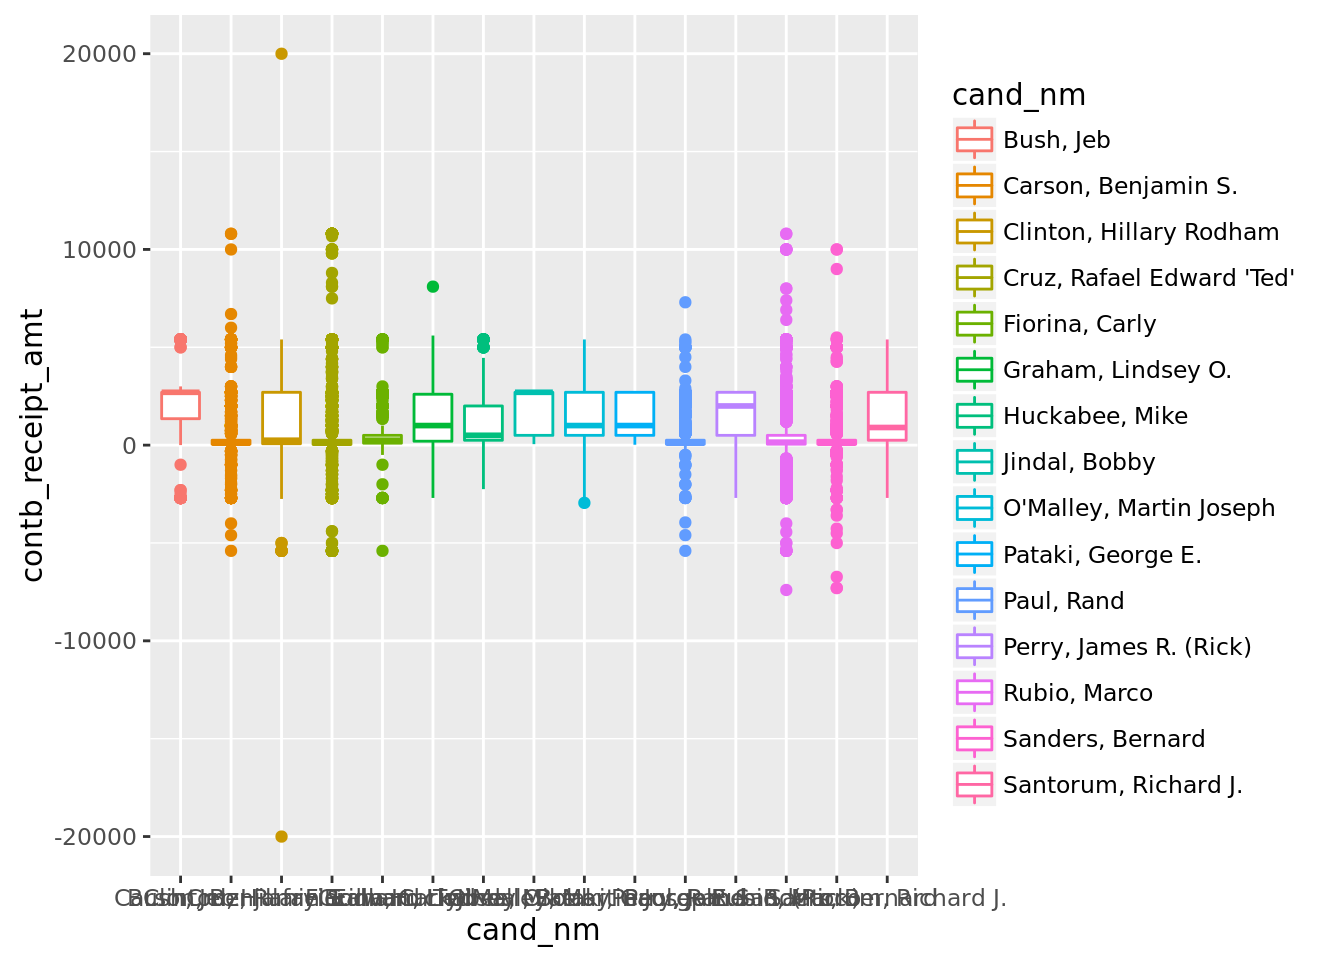 20000
10000
0
-10000
-20000
contb_receipt_amt
cand_nm
cand_nm
Bush, Jeb
Carson, Benjamin S.
Clinton, Hillary Rodham
Cruz, Rafael Edward 'Ted'
Fiorina, Carly
Graham, Lindsey O.
Huckabee, Mike
Jindal, Bobby
O'Malley, Martin Joseph
Pataki, George E.
Paul, Rand
Perry, James R. (Rick)
Rubio, Marco
Sanders, Bernard
Santorum, Richard J.